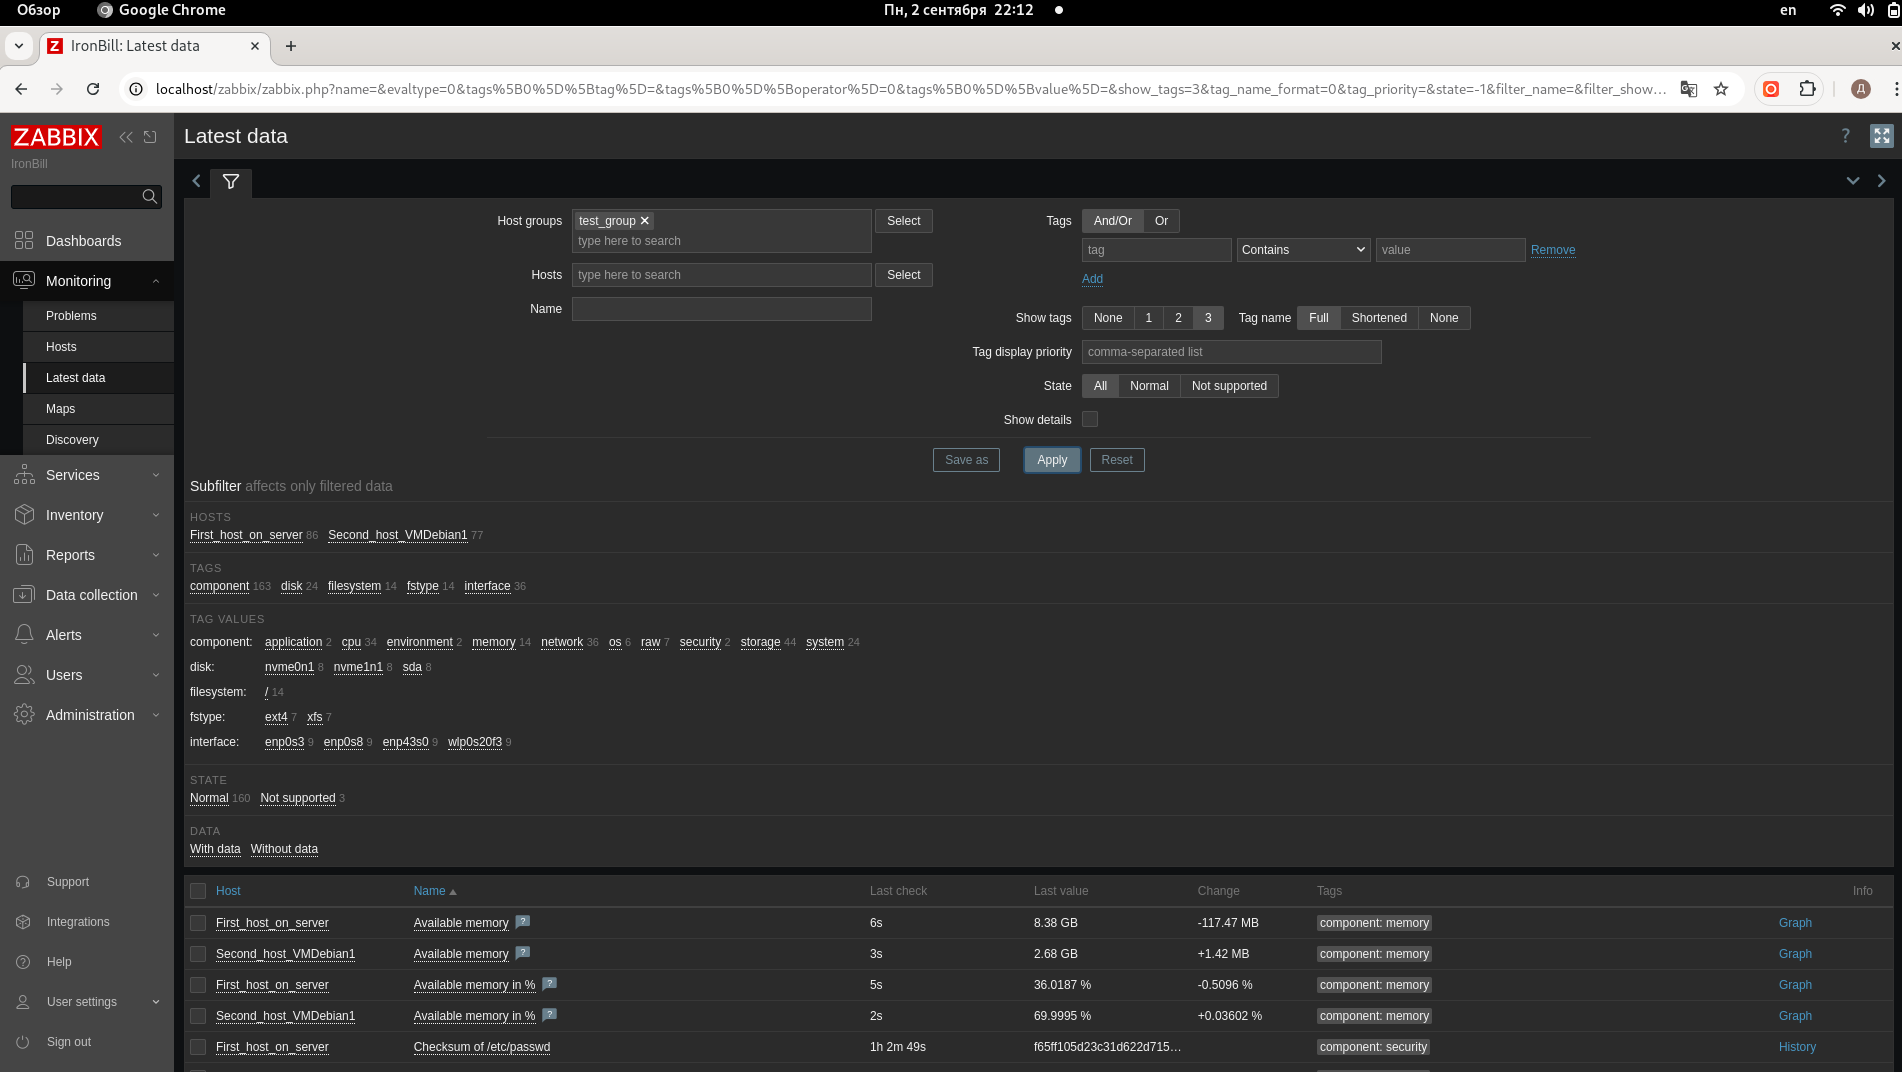 Обзор Google Chrome Пн, 2 сентября 22:12 en
Z IronBill: Latest data
localhost/zabbix/zabbix.php?name=&evaltype=0&tags%5B0%5D%5Btag%5D=&tags%5B0%5D%5Boperator%5D=0&tags%5B0%5D%5Bvalue%5D=&show_tags=3&tag_name_format=0&tag_priority=&state=-1&filter_name=&filter_show… Д
ZABBIX
IronBill
Dashboards
Monitoring
Problems
Hosts
Latest data
Maps
Discovery
Services
Inventory
Reports
Data collection
Alerts
Users
Administration
Support
Integrations
Help
User settings
Sign out
Latest data ?
Host groups test_group Select
type here to search
Hosts type here to search Select
Name
Tags And/Or Or
tag Contains value Remove
Add
Show tags None 1 2 3 Tag name Full Shortened None
Tag display priority comma-separated list
State All Normal Not supported
Show details
Save as Apply Reset
Subfilter affects only filtered data
HOSTS
First_host_on_server 86 Second_host_VMDebian1 77
TAGS
component 163 disk 24 filesystem 14 fstype 14 interface 36
TAG VALUES
component: application 2 cpu 34 environment 2 memory 14 network 36 os 6 raw 7 security 2 storage 44 system 24
disk: nvme0n1 8 nvme1n1 8 sda 8
filesystem: / 14
fstype: ext4 7 xfs 7
interface: enp0s3 9 enp0s8 9 enp43s0 9 wlp0s20f3 9
STATE
Normal 160 Not supported 3
DATA
With data Without data
Host Name Last check Last value Change Tags Info
First_host_on_server Available memory ? 6s 8.38 GB -117.47 MB component: memory Graph
Second_host_VMDebian1 Available memory ? 3s 2.68 GB +1.42 MB component: memory Graph
First_host_on_server Available memory in % ? 5s 36.0187 % -0.5096 % component: memory Graph
Second_host_VMDebian1 Available memory in % ? 2s 69.9995 % +0.03602 % component: memory Graph
First_host_on_server Checksum of /etc/passwd 1h 2m 49s f65ff105d23c31d622d715… component: security History